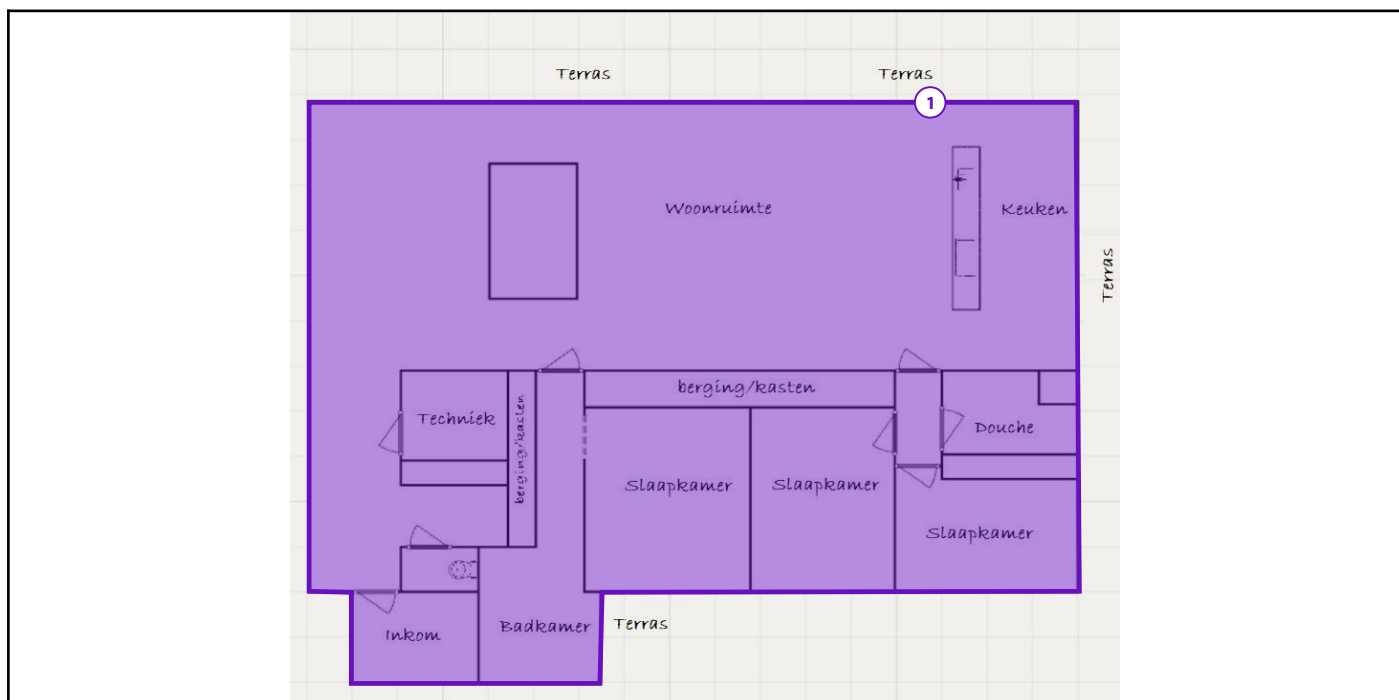 Terras
Terras
1
Woonruimte
Keuken
Terras
berging/kasten
Techniek
berging/kasten
Douche
Slaapkamer
Slaapkamer
Slaapkamer
Inkom
Badkamer
Terras